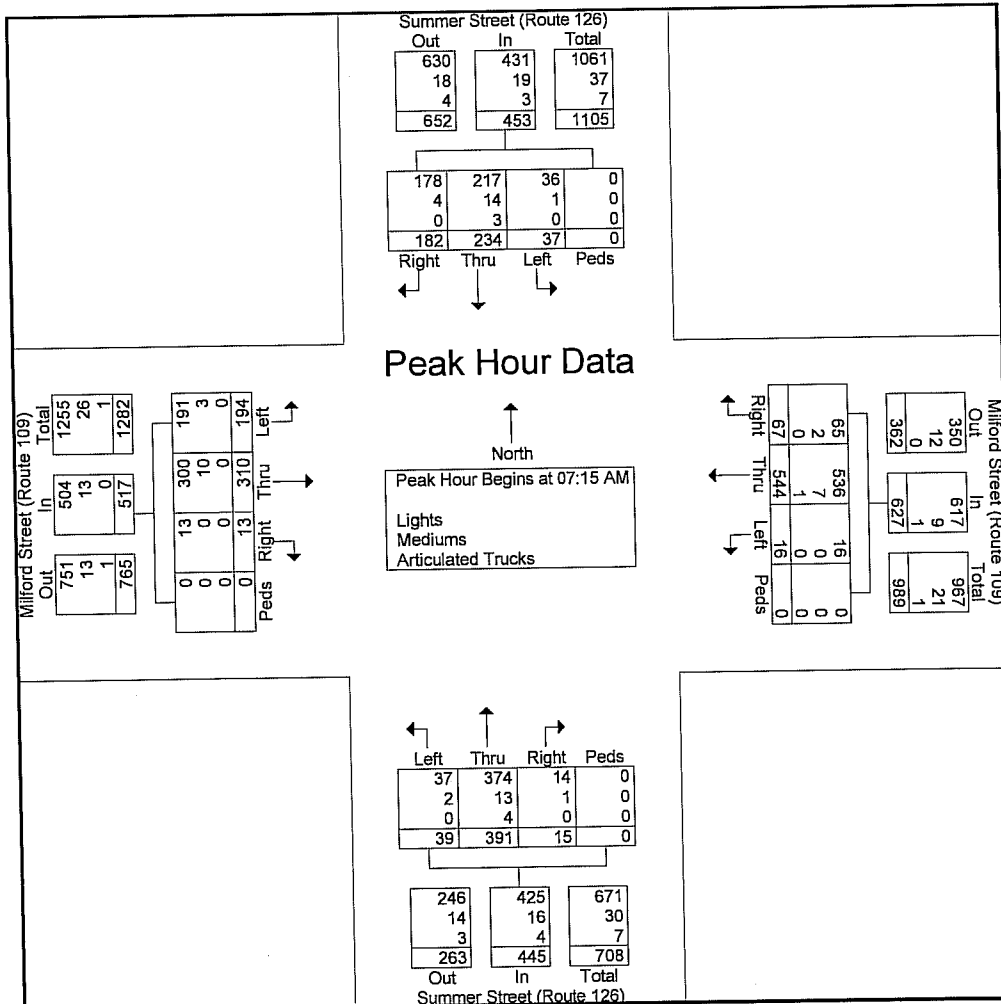 Summer Street (Route 126)
Out In Total
630 431 1061
18 19 37
4 3 7
652 453 1105
178 217 36 0
4 14 1 0
0 3 0 0
182 234 37 0
Right Thru Left Peds
Peak Hour Data
North
Peak Hour Begins at 07:15 AM
Lights
Mediums
Articulated Trucks
Milford Street (Route 109)
Total In Out
1255 504 751
26 13 13
1 0 1
1282 517 765
191 300 13 0
3 10 0 0
0 0 0 0
194 310 13 0
Left Thru Right Peds
Right Thru Left Peds
67 544 16 0
0 1 0 0
2 7 0 0
65 536 16 0
362 627 989
0 1 1
12 9 21
350 617 967
Out In Total
Milford Street (Route 109)
Left Thru Right Peds
37 374 14 0
2 13 1 0
0 4 0 0
39 391 15 0
246 425 671
14 16 30
3 4 7
263 445 708
Out In Total
Summer Street (Route 126)